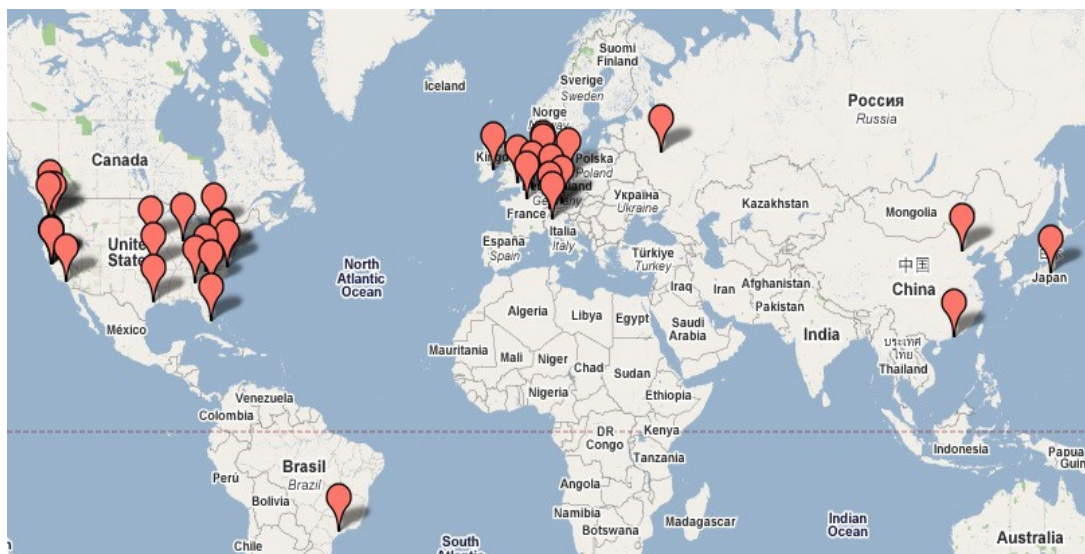 Suomi
Finland
Iceland
Sverige
Sweden
Norge
Россия
Russia
Canada
Polska
Poland
Україна
Ukraine
Kazakhstan
Mongolia
France
Germany
Italia
Italy
España
Spain
Türkiye
Turkey
North
Atlantic
Ocean
中国
China
Japan
Iraq
Iran
Afghanistan
Pakistan
México
Algeria
Libya
Egypt
Saudi
Arabia
India
ประเทศ
ไทย
Thailand
Mauritania
Mali
Niger
Chad
Sudan
Nigeria
Ethiopia
Venezuela
Colombia
DR
Congo
Kenya
Tanzania
Indonesia
Papua
Brasil
Brazil
Perú
Bolivia
Angola
Namibia
Botswana
Madagascar
Indian
Ocean
Australia
Chile
South